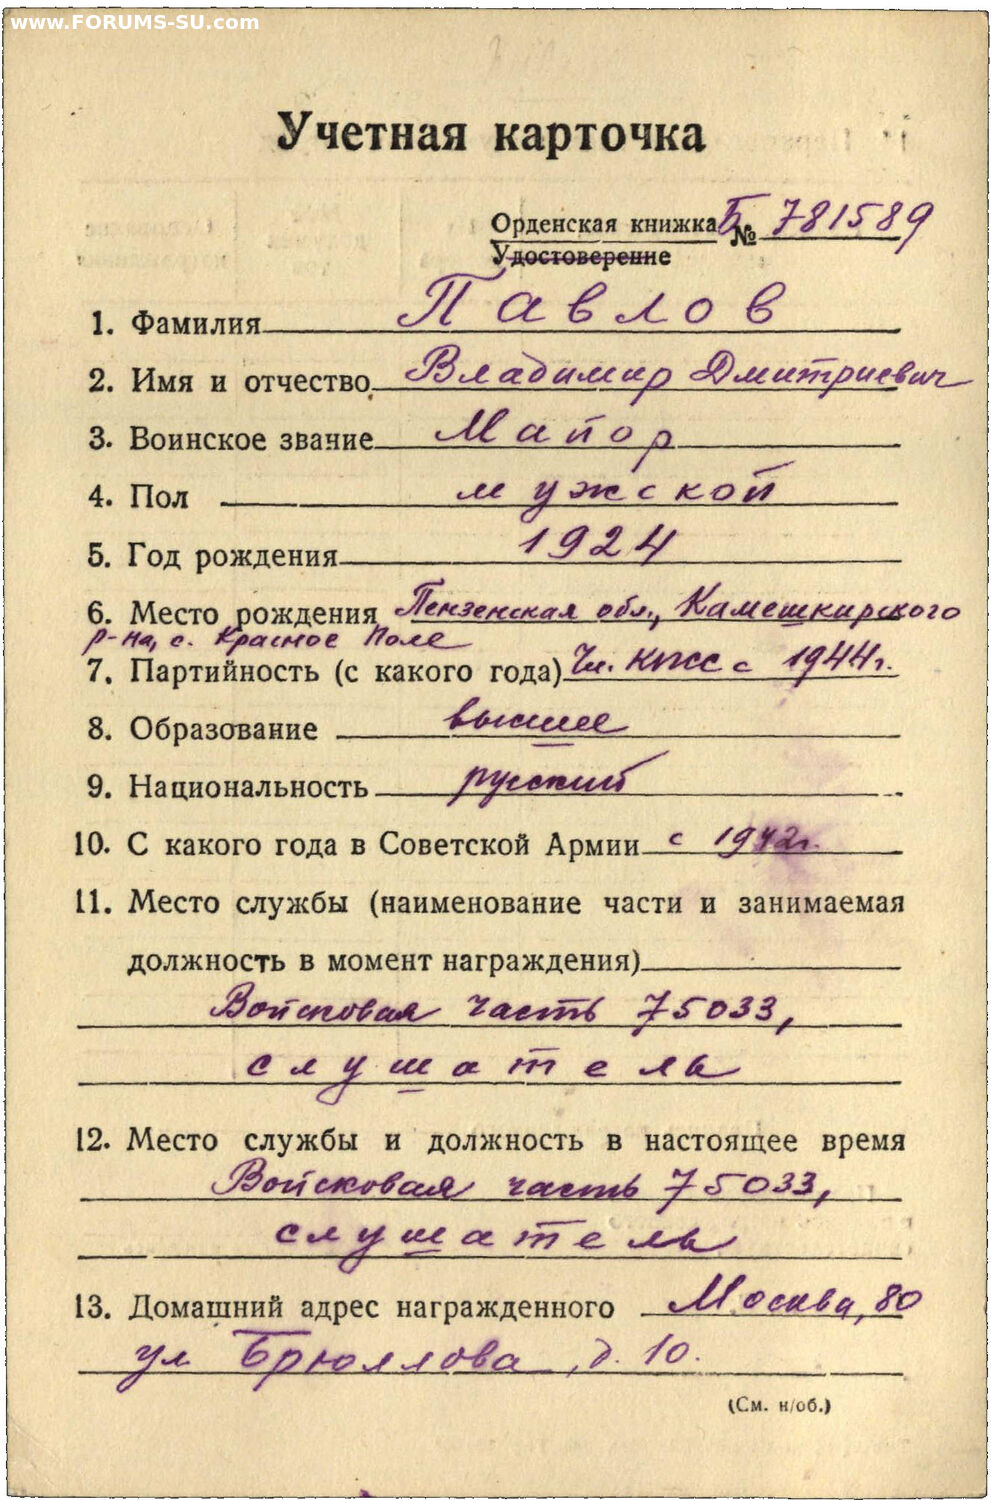 www.FORUMS-SU.com
Учетная карточка
Орденская книжка Б № 781589
Удостоверение
1. Фамилия Павлов
2. Имя и отчество Владимир Дмитриевич
3. Воинское звание Майор
4. Пол мужской
5. Год рождения 1924
6. Место рождения Пензенская обл., Камешкирского
р-на, с. Красное Поле
7. Партийность (с какого года) Чл. КПСС с 1944 г.
8. Образование высшее
9. Национальность русский
10. С какого года в Советской Армии с 1942 г.
11. Место службы (наименование части и занимаемая
должность в момент награждения)
Войсковая часть 75033,
слушатель
12. Место службы и должность в настоящее время
Войсковая часть 75033,
слушатель
13. Домашний адрес награжденного Москва, 80
ул. Брюллова, д. 10.
(См. н/об.)